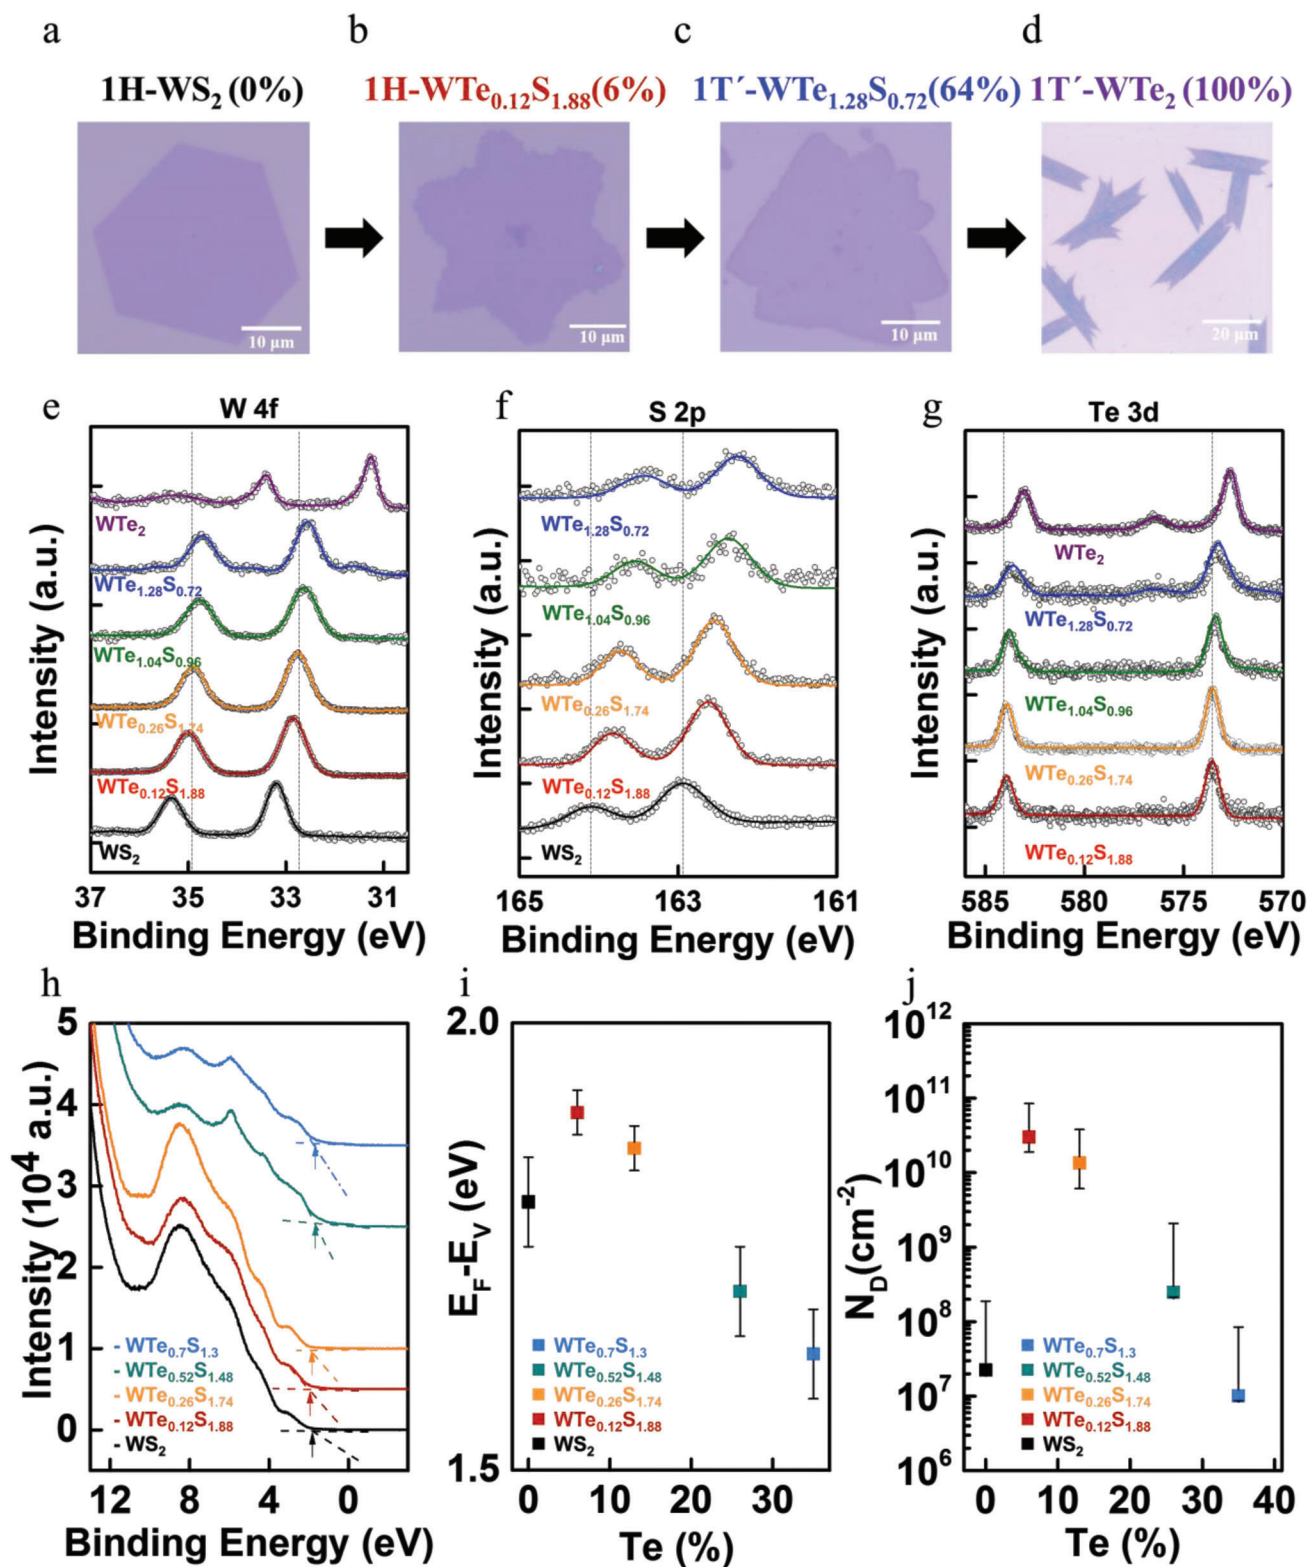 a b c d
1H-WS₂ (0%) 1H-WTe₀.₁₂S₁.₈₈(6%) 1T´-WTe₁.₂₈S₀.₇₂(64%) 1T´-WTe₂ (100%)
10 μm 10 μm 10 μm 20 μm
e W 4f
Intensity (a.u.)
WTe₂
WTe₁.₂₈S₀.₇₂
WTe₁.₀₄S₀.₉₆
WTe₀.₂₆S₁.₇₄
WTe₀.₁₂S₁.₈₈
WS₂
37 35 33 31
Binding Energy (eV)
f S 2p
Intensity (a.u.)
WTe₁.₂₈S₀.₇₂
WTe₁.₀₄S₀.₉₆
WTe₀.₂₆S₁.₇₄
WTe₀.₁₂S₁.₈₈
WS₂
165 163 161
Binding Energy (eV)
g Te 3d
Intensity (a.u.)
WTe₂
WTe₁.₂₈S₀.₇₂
WTe₁.₀₄S₀.₉₆
WTe₀.₂₆S₁.₇₄
WTe₀.₁₂S₁.₈₈
585 580 575 570
Binding Energy (eV)
h
Intensity (10⁴ a.u.)
5
4
3
2
1
0
- WTe₀.₇S₁.₃
- WTe₀.₅₂S₁.₄₈
- WTe₀.₂₆S₁.₇₄
- WTe₀.₁₂S₁.₈₈
- WS₂
12 8 4 0
Binding Energy (eV)
i
E_F-E_V (eV)
2.0
1.5
WTe₀.₇S₁.₃
WTe₀.₅₂S₁.₄₈
WTe₀.₂₆S₁.₇₄
WTe₀.₁₂S₁.₈₈
WS₂
0 10 20 30
Te (%)
j
N_D(cm⁻²)
10¹²
10¹¹
10¹⁰
10⁹
10⁸
10⁷
10⁶
WTe₀.₇S₁.₃
WTe₀.₅₂S₁.₄₈
WTe₀.₂₆S₁.₇₄
WTe₀.₁₂S₁.₈₈
WS₂
0 10 20 30 40
Te (%)